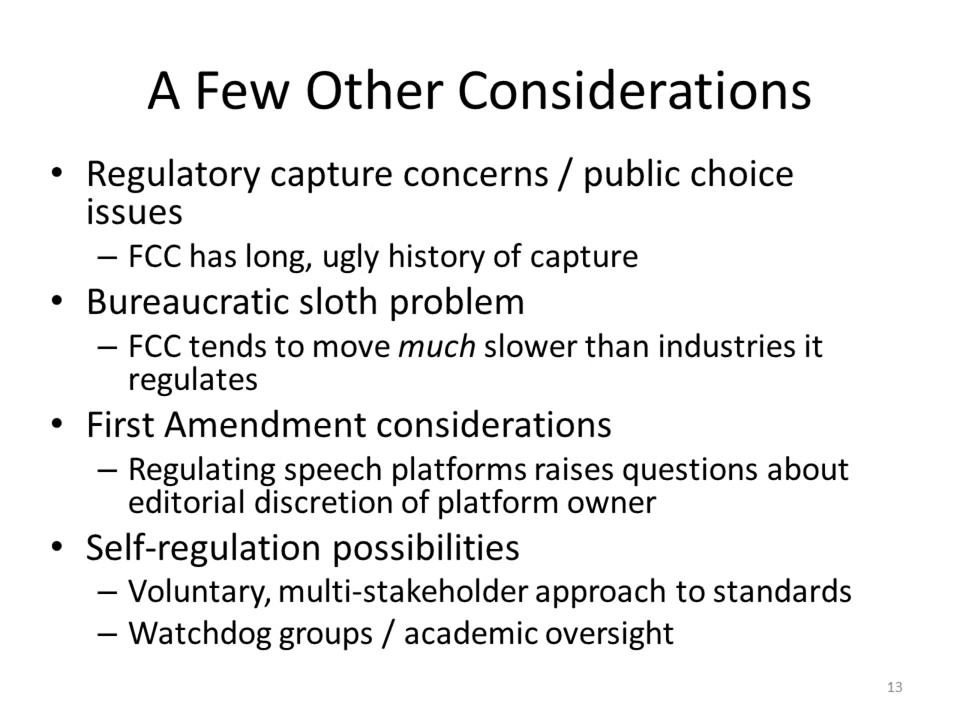 A Few Other Considerations
• Regulatory capture concerns / public choice
issues
– FCC has long, ugly history of capture
• Bureaucratic sloth problem
– FCC tends to move much slower than industries it
regulates
• First Amendment considerations
– Regulating speech platforms raises questions about
editorial discretion of platform owner
• Self-regulation possibilities
– Voluntary, multi-stakeholder approach to standards
– Watchdog groups / academic oversight
13